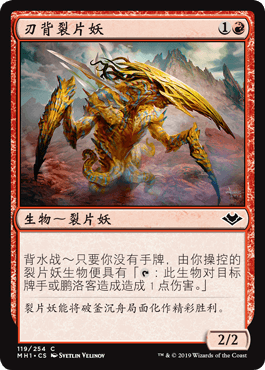 刃背裂片妖 1
生物～裂片妖
背水战～只要你没有手牌，由你操控的
裂片妖生物便具有「：此生物对目标
牌手或鹏洛客造成造成 1 点伤害。」
裂片妖能将破釜沉舟局面化作精彩胜利。
2/2
119/254 C
MH1 • CS SVETLIN VELINOV
™ & © 2019 Wizards of the Coast